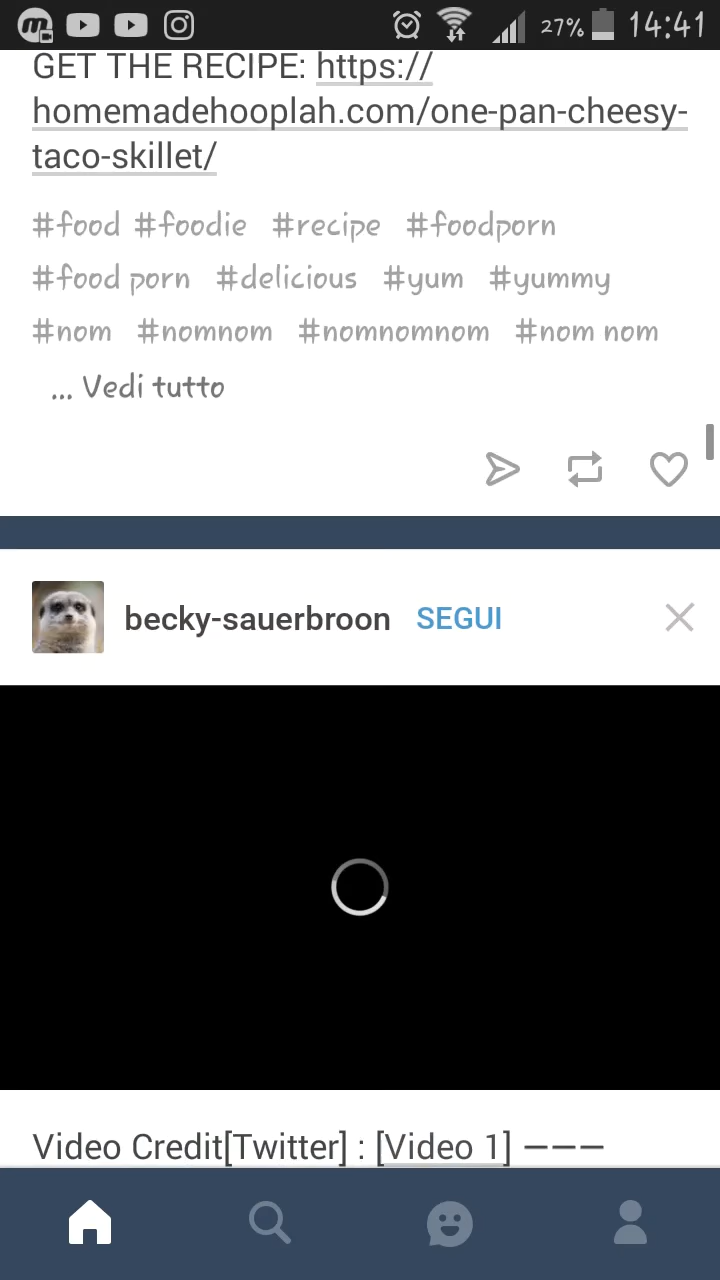 27% 14:41
GET THE RECIPE: https://
homemadehooplah.com/one-pan-cheesy-
taco-skillet/
#food #foodie #recipe #foodporn
#food porn #delicious #yum #yummy
#nom #nomnom #nomnomnom #nom nom
... Vedi tutto
becky-sauerbroon SEGUI
Video Credit[Twitter] : [Video 1] ———